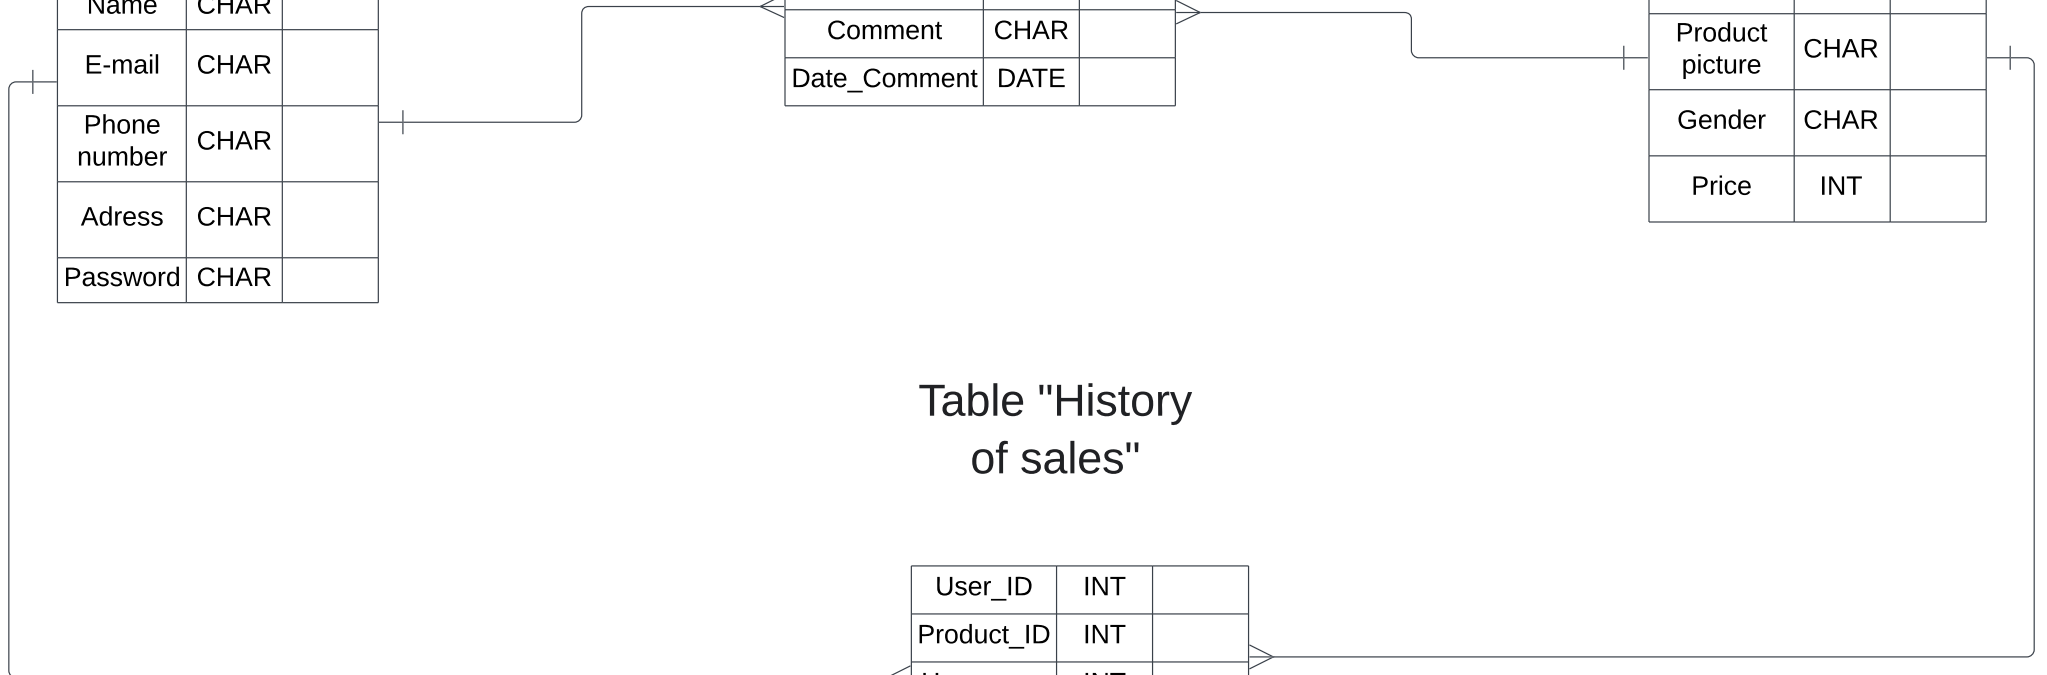 Name CHAR
E-mail CHAR
Phone
number CHAR
Adress CHAR
Password CHAR
Comment CHAR
Date_Comment DATE
Product
picture CHAR
Gender CHAR
Price INT
Table "History
of sales"
User_ID INT
Product_ID INT
INT